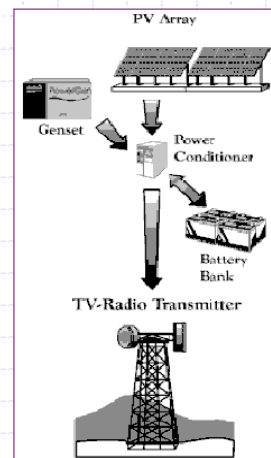 PV Array
Genset
Power
Conditioner
Battery
Bank
TV-Radio Transmitter